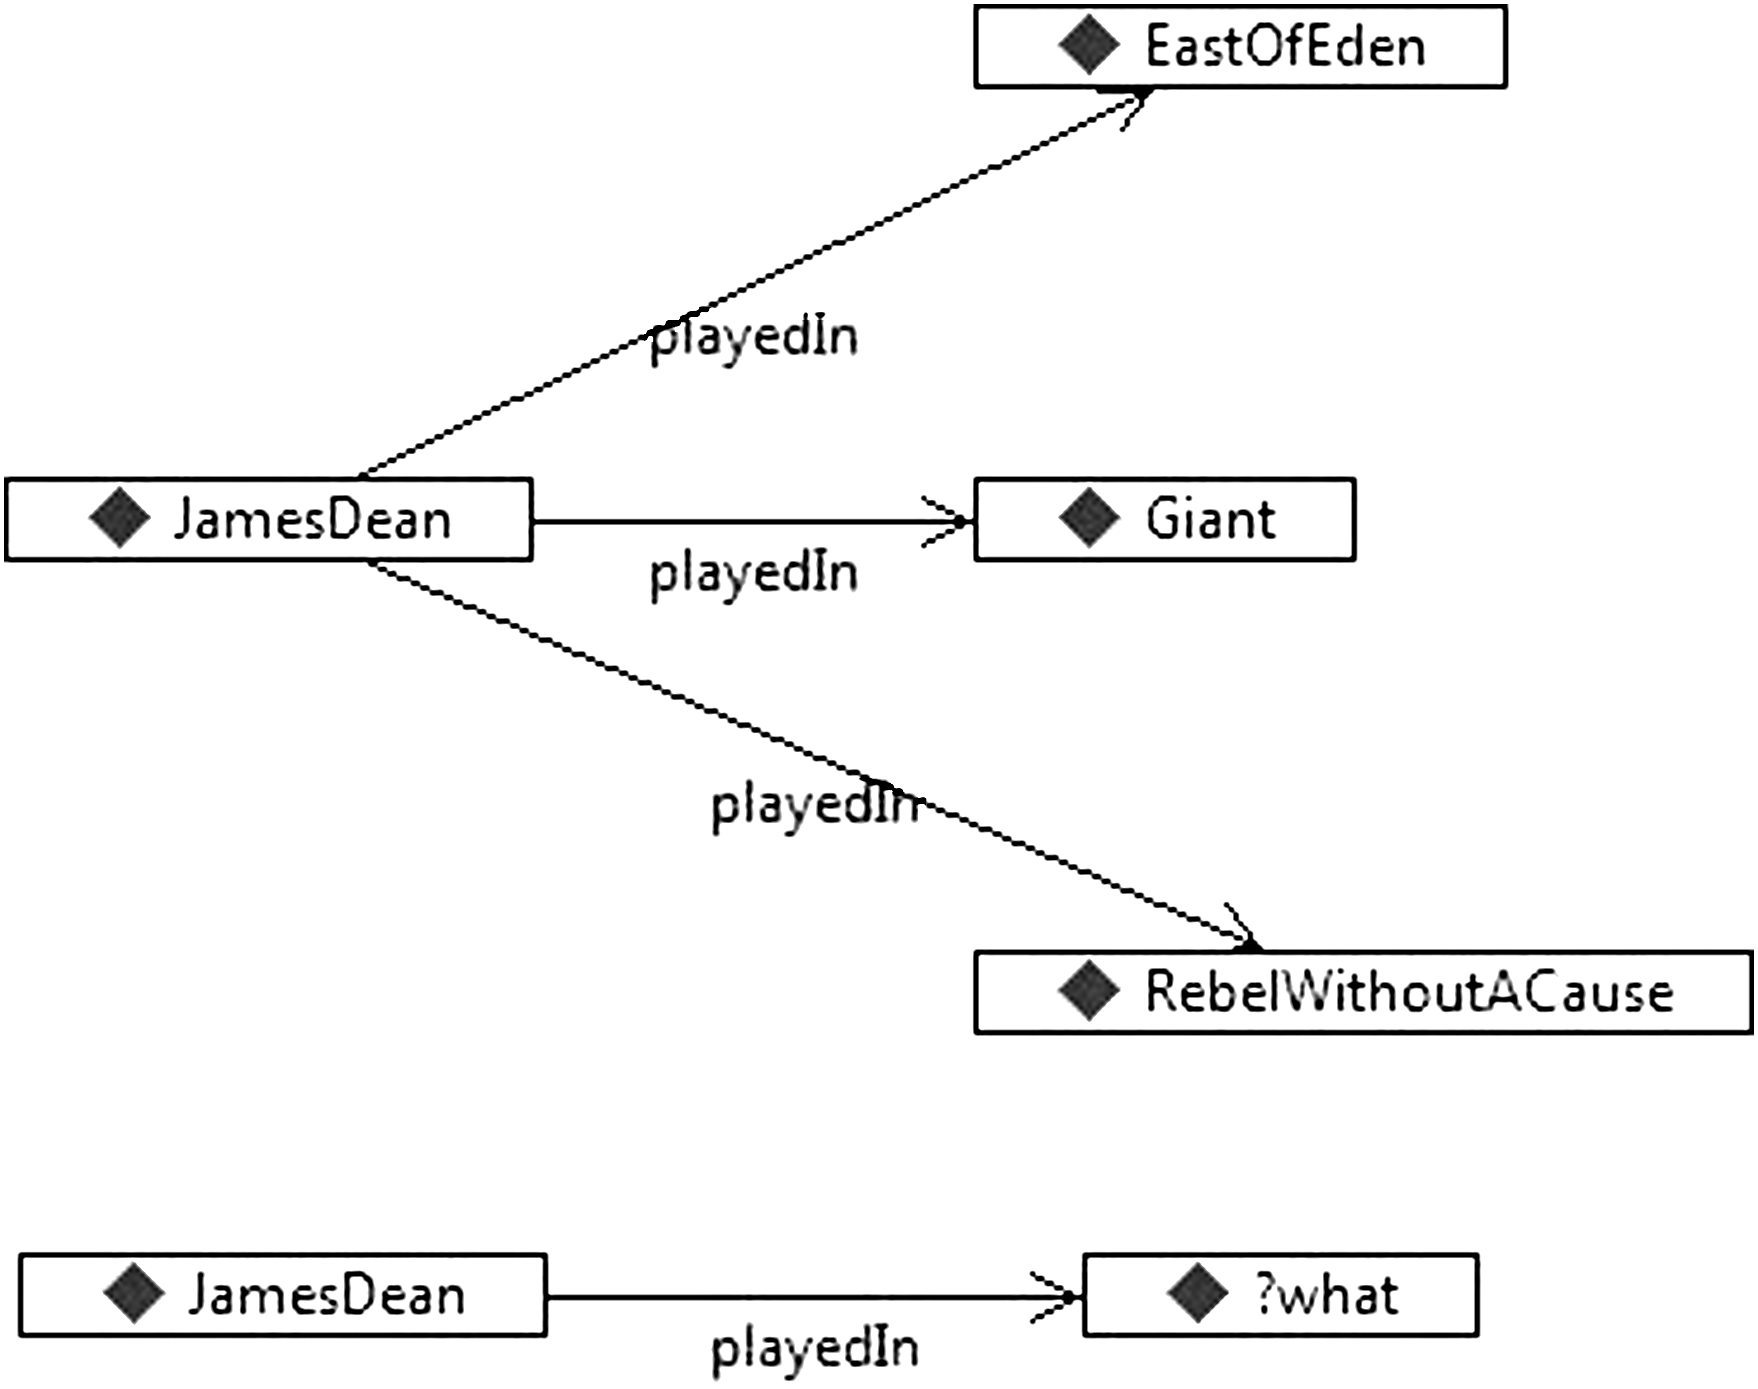 EastOfEden
playedIn
JamesDean
Giant
playedIn
playedIn
RebelWithoutACause
JamesDean
?what
playedIn